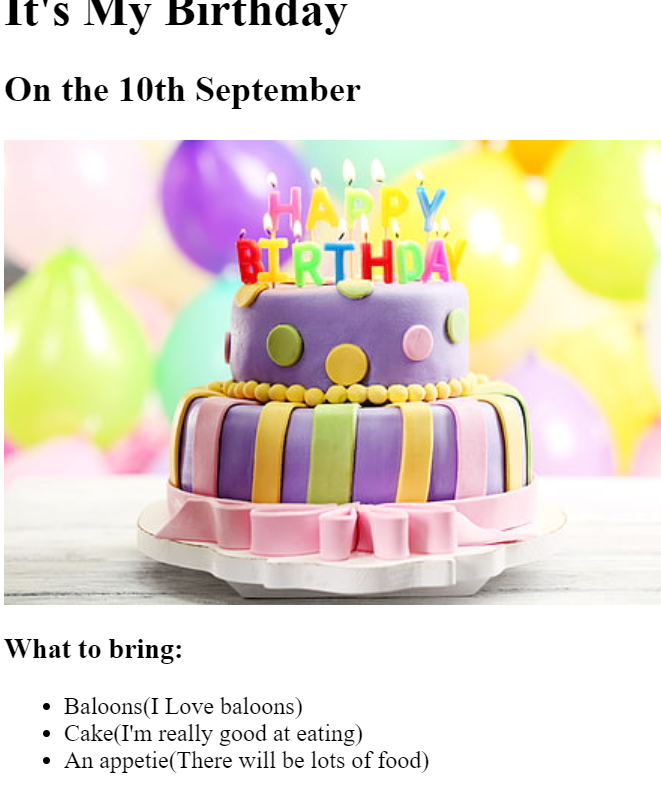 It's My Birthday
On the 10th September
HAPPY
BIRTHDAY
What to bring:
Baloons(I Love baloons)
Cake(I'm really good at eating)
An appetie(There will be lots of food)